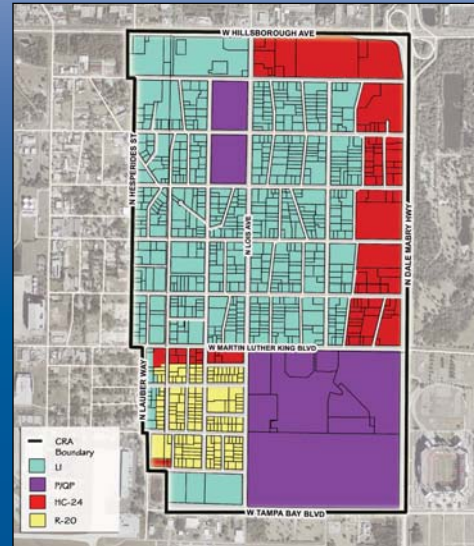 W HILLSBOROUGH AVE
N HESPERIDES ST
N LOIS AVE
N DALE MABRY HWY
W MARTIN LUTHER KING BLVD
N LAUBER WAY
W TAMPA BAY BLVD
CRA
Boundary
LI
P/QP
HC-24
R-20